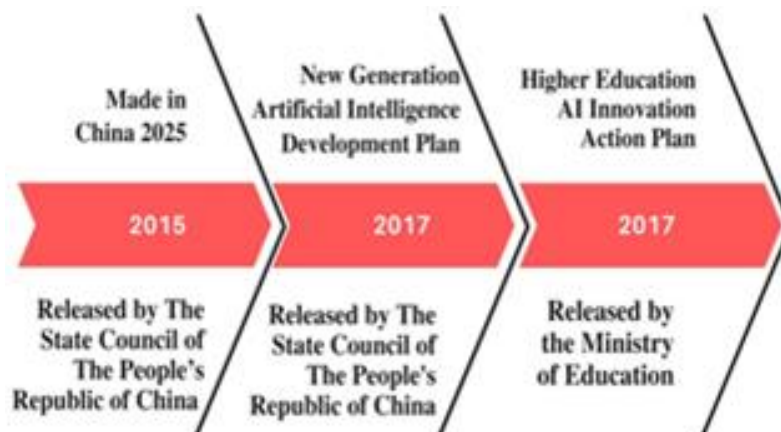 Made in
China 2025
2015
Released by The
State Council of
The People's
Republic of China
New Generation
Artificial Intelligence
Development Plan
2017
Released by The
State Council of
The People's
Republic of China
Higher Education
AI Innovation
Action Plan
2017
Released by
the Ministry
of Education